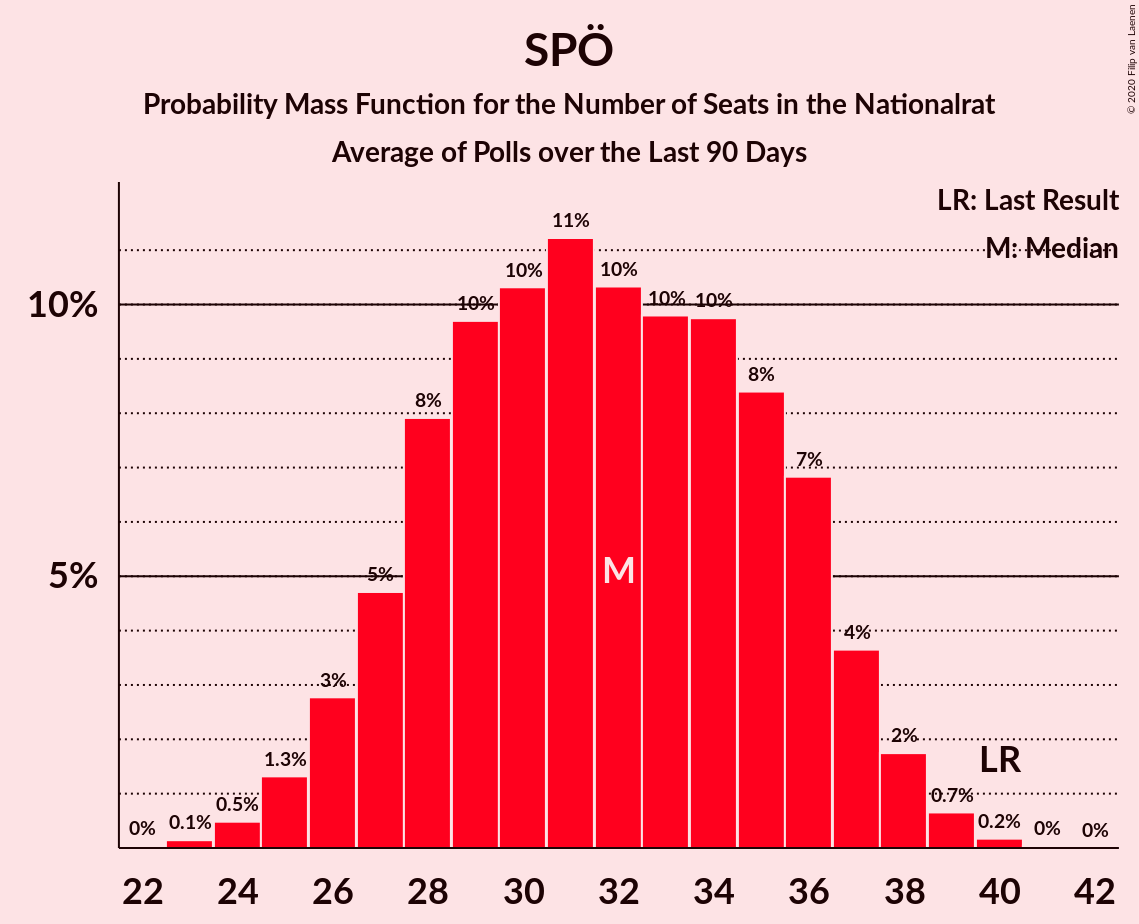 SPÖ
Probability Mass Function for the Number of Seats in the Nationalrat
Average of Polls over the Last 90 Days
© 2020 Filip van Laenen
LR: Last Result
M: Median
10%
5%
0%
0.1%
0.5%
1.3%
3%
5%
8%
10%
10%
11%
10%
10%
10%
8%
7%
4%
2%
0.7%
0.2%
0%
0%
M
LR
22 24 26 28 30 32 34 36 38 40 42